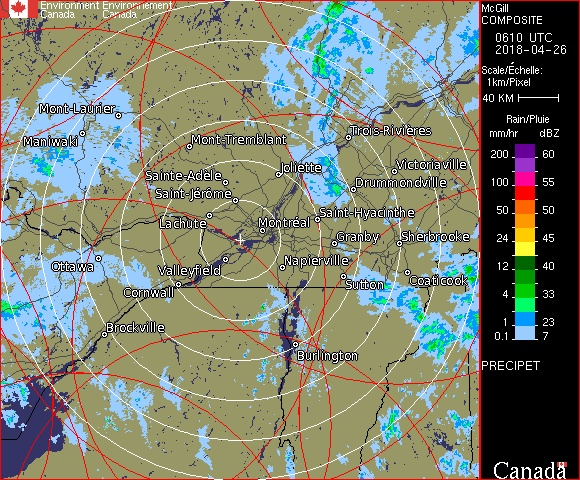 Environment Environnement
Canada Canada
McGill
COMPOSITE
0610 UTC
2018-04-26
Scale/Échelle:
1km/Pixel
40 KM
Rain/Pluie
mm/hr dBZ
200 60
100 55
50 50
24 45
12 40
4 33
1 23
0.1 7
PRECIPET
Canada
Mont-Laurier
Maniwaki
Mont-Tremblant
Trois-Rivières
Joliette
Victoriaville
Sainte-Adèle
Drummondville
Saint-Jérôme
Saint-Hyacinthe
Lachute
Montréal
Granby
Sherbrooke
Ottawa
Valleyfield
Napierville
Cornwall
Sutton
Coaticook
Brockville
Burlington